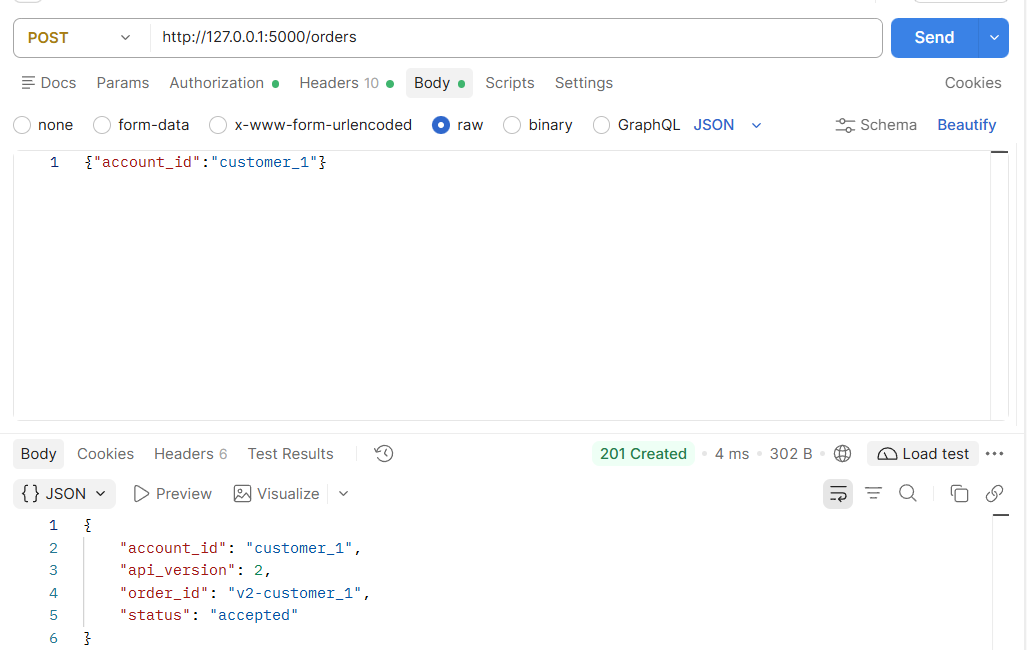 POST http://127.0.0.1:5000/orders Send
Docs Params Authorization Headers 10 Body Scripts Settings Cookies
none form-data x-www-form-urlencoded raw binary GraphQL JSON Schema Beautify
1 {"account_id":"customer_1"}
Body Cookies Headers 6 Test Results 201 Created • 4 ms • 302 B • Load test
{} JSON Preview Visualize
1 {
2 "account_id": "customer_1",
3 "api_version": 2,
4 "order_id": "v2-customer_1",
5 "status": "accepted"
6 }